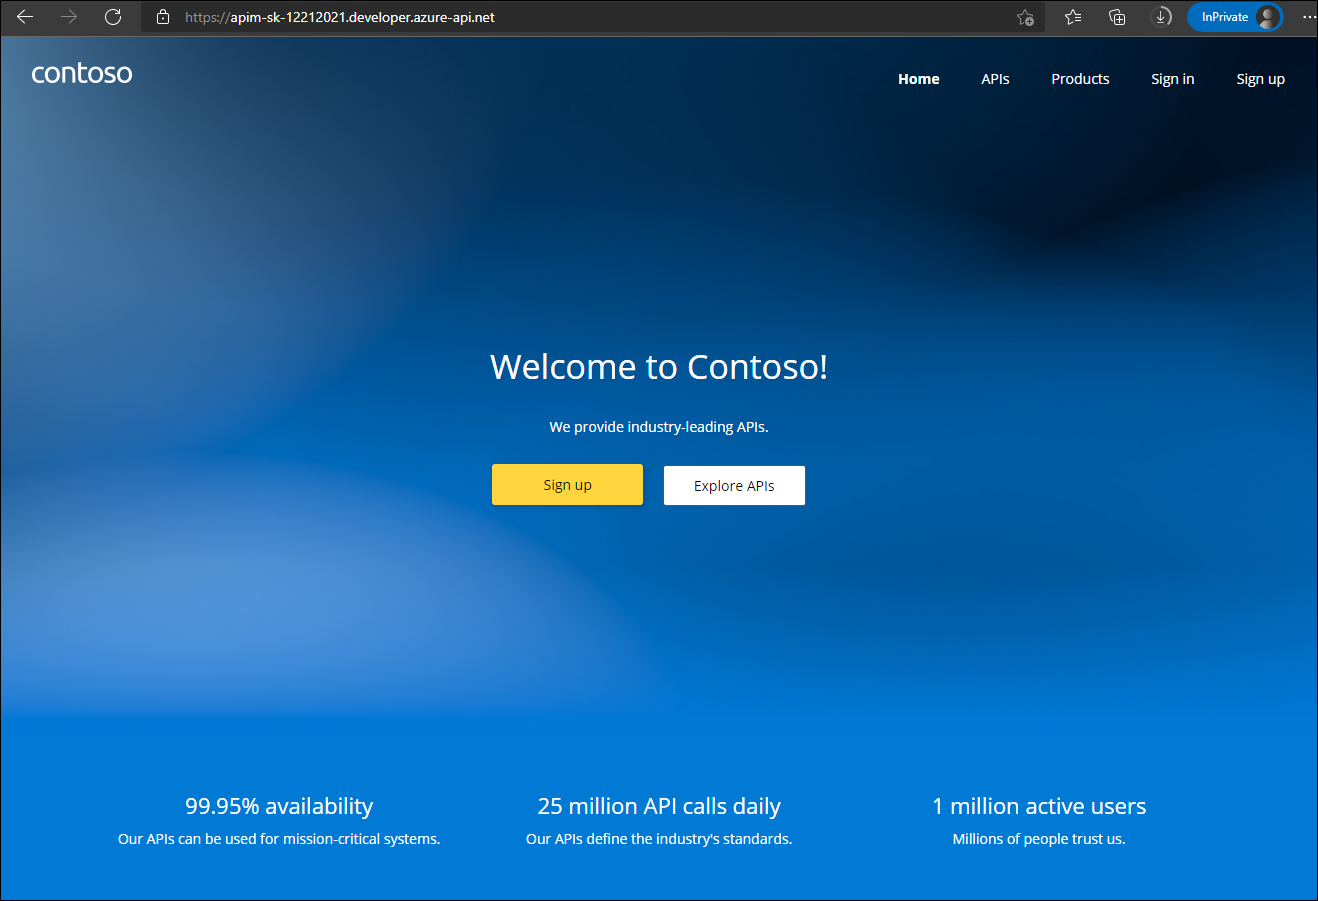 https://apim-sk-12212021.developer.azure-api.net InPrivate
contoso Home APIs Products Sign in Sign up
Welcome to Contoso!
We provide industry-leading APIs.
Sign up Explore APIs
99.95% availability 25 million API calls daily 1 million active users
Our APIs can be used for mission-critical systems. Our APIs define the industry's standards. Millions of people trust us.